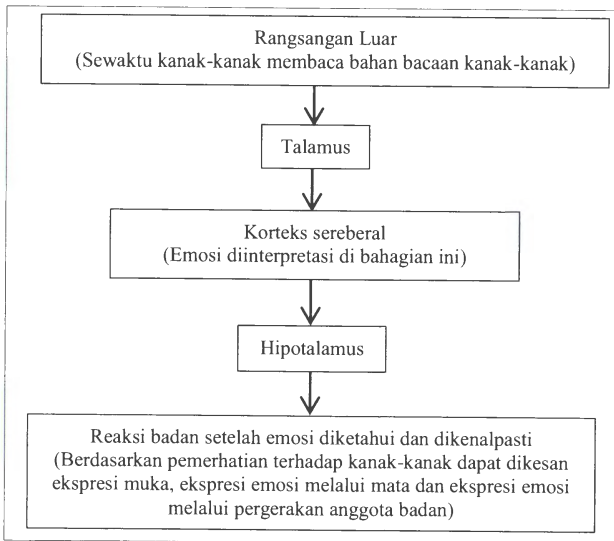 Rangsangan Luar
(Sewaktu kanak-kanak membaca bahan bacaan kanak-kanak)
Talamus
Korteks sereberal
(Emosi diinterpretasi di bahagian ini)
Hipotalamus
Reaksi badan setelah emosi diketahui dan dikenalpasti
(Berdasarkan pemerhatian terhadap kanak-kanak dapat dikesan
ekspresi muka, ekspresi emosi melalui mata dan ekspresi emosi
melalui pergerakan anggota badan)